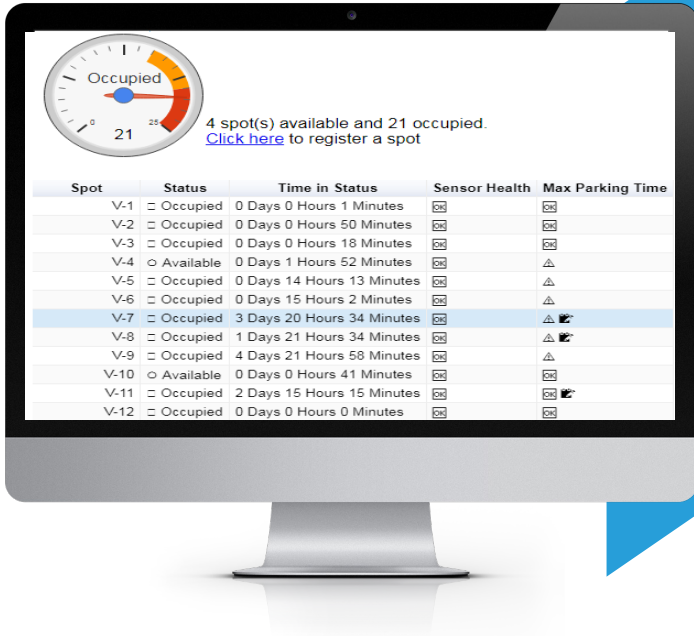 Occupied
0
25
21
4 spot(s) available and 21 occupied.
Click here to register a spot
Spot Status Time in Status Sensor Health Max Parking Time
V-1 Occupied 0 Days 0 Hours 1 Minutes OK OK
V-2 Occupied 0 Days 0 Hours 50 Minutes OK OK
V-3 Occupied 0 Days 0 Hours 18 Minutes OK OK
V-4 Available 0 Days 1 Hours 52 Minutes OK
V-5 Occupied 0 Days 14 Hours 13 Minutes OK
V-6 Occupied 0 Days 15 Hours 2 Minutes OK
V-7 Occupied 3 Days 20 Hours 34 Minutes OK
V-8 Occupied 1 Days 21 Hours 34 Minutes OK
V-9 Occupied 4 Days 21 Hours 58 Minutes OK
V-10 Available 0 Days 0 Hours 41 Minutes OK OK
V-11 Occupied 2 Days 15 Hours 15 Minutes OK OK
V-12 Occupied 0 Days 0 Hours 0 Minutes OK OK